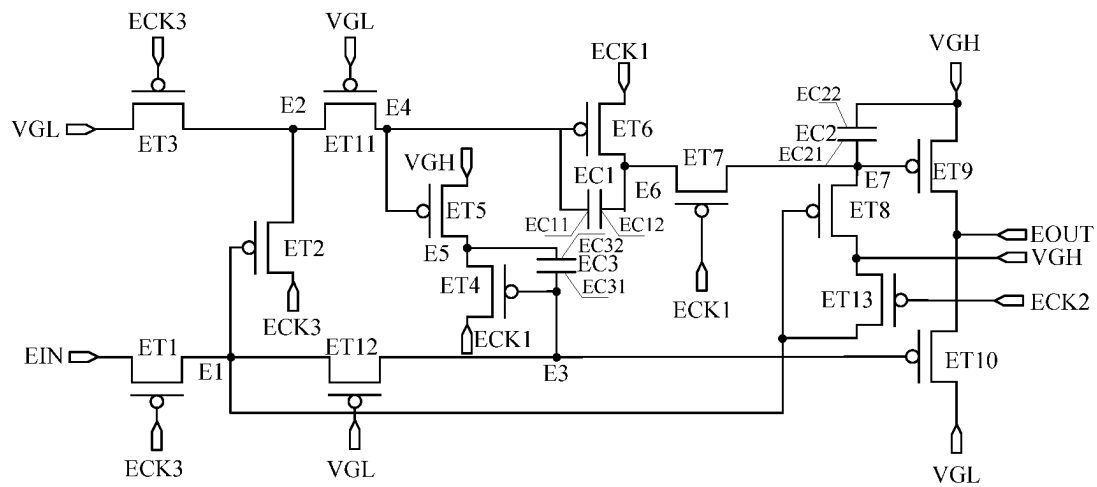 ECK3
VGL
ECK1
VGH
EC22
E2
E4
EC2
VGL
ET3
ET11
ET6
ET7
EC21
ET9
VGH
EC1
E6
E7
ET5
ET8
EC11
EC12
ET2
E5
EC32
EOUT
EC3
VGH
ET4
EC31
ET13
ECK3
ECK1
ECK1
ECK2
EIN
ET1
ET12
E1
E3
ET10
ECK3
VGL
VGL